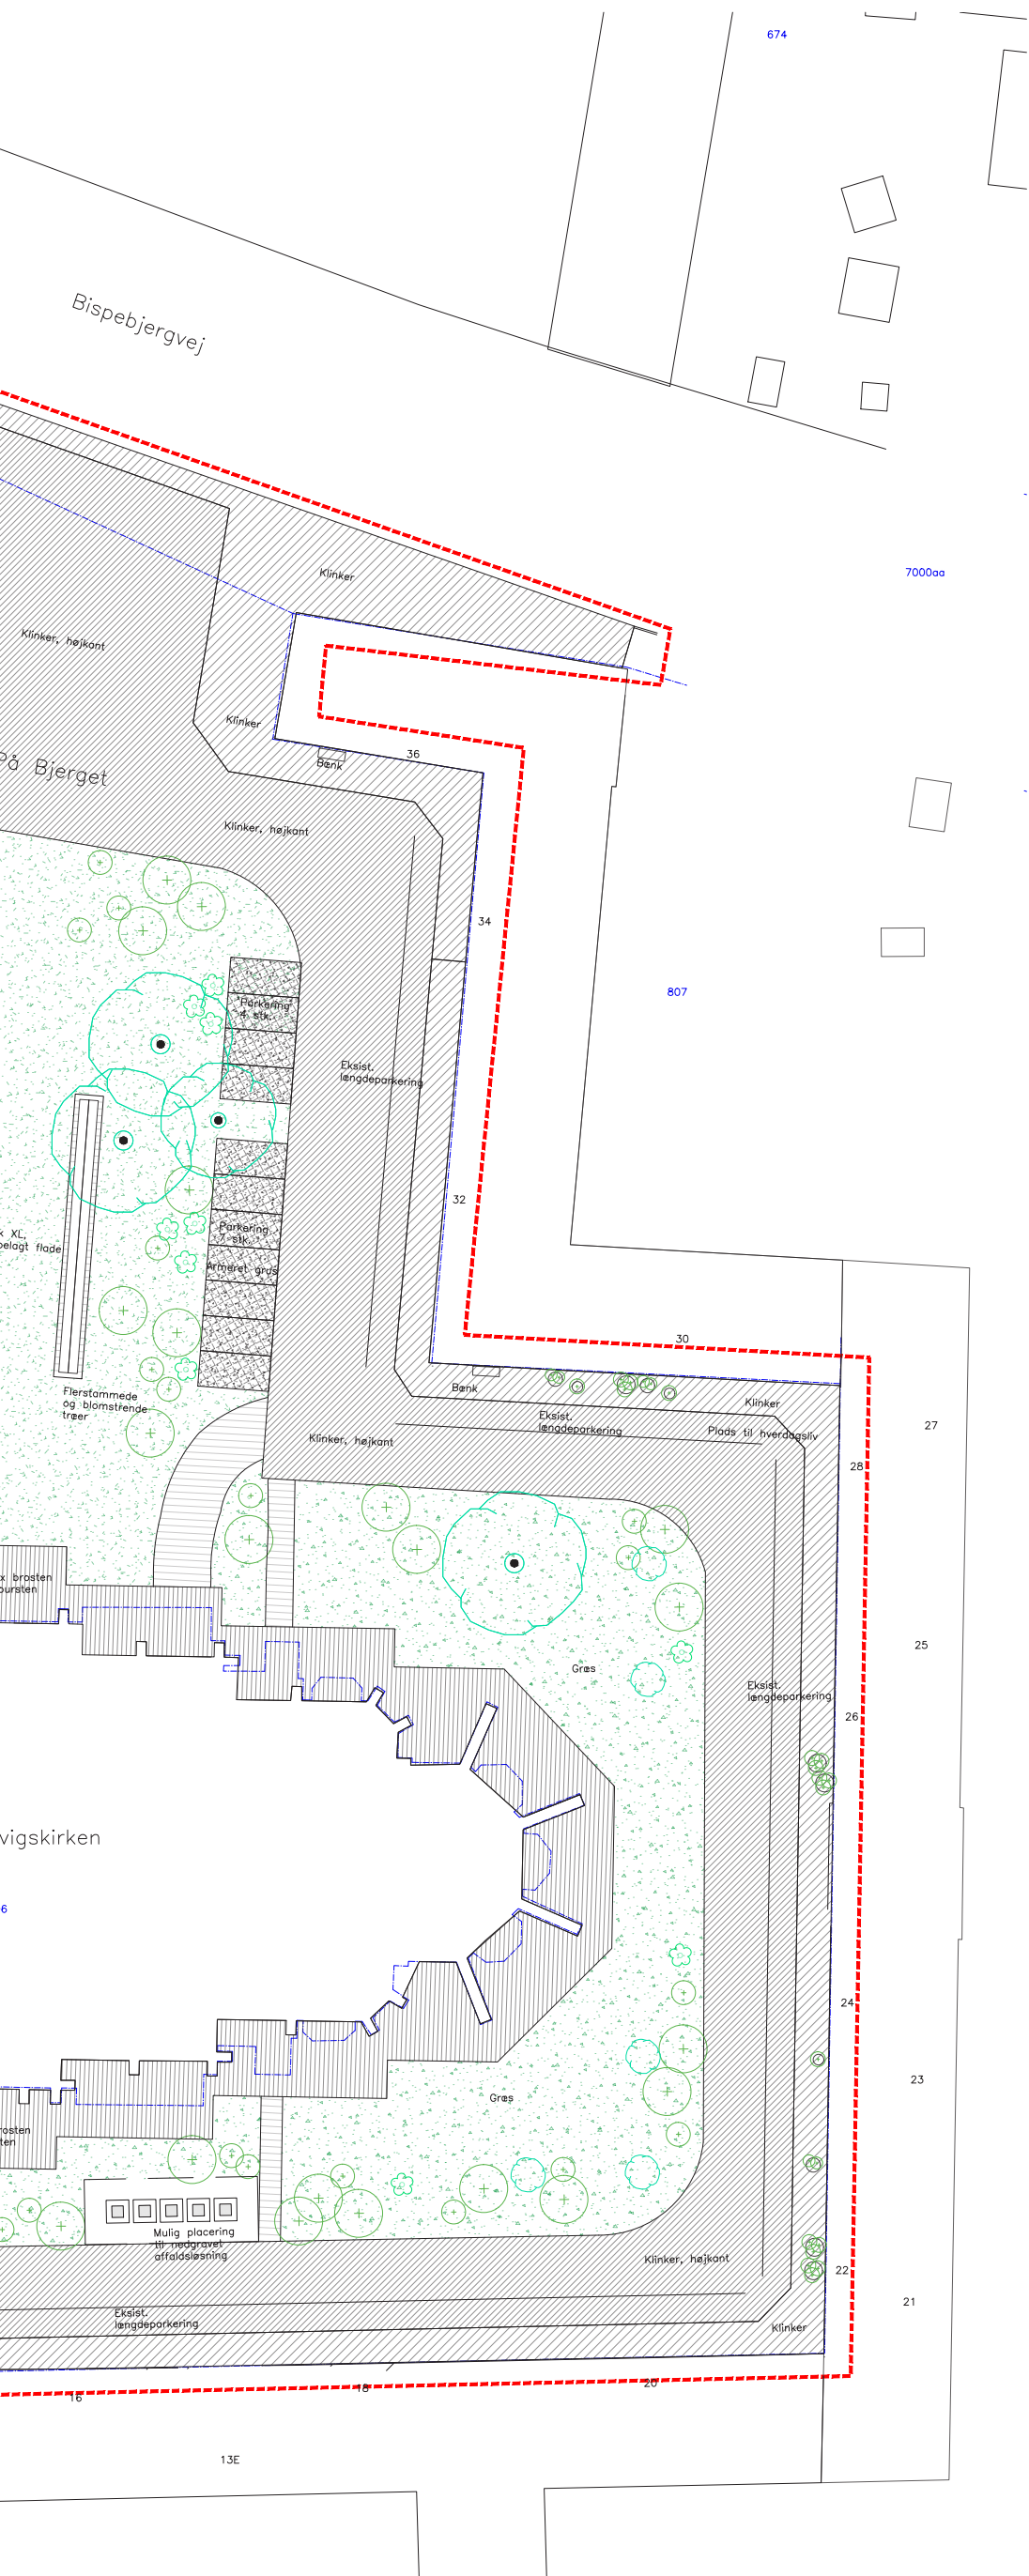 674
Bispebjergvej
7000aa
Klinker
Klinker, højkant
Klinker
36
Bænk
På Bjerget
Klinker, højkant
34
807
Parkering
4 stk.
Eksist.
længdeparkering
32
x XL,
belagt flade
Parkering
7 stk.
Armeret græs
30
Flerstammede
og blomstrende
træer
Bænk
Klinker
Eksist.
længdeparkering
Plads til hverdagsliv
27
Klinker, højkant
28
x brosten
bursten
25
Græs
Eksist.
længdeparkering
26
vigskirken
6
24
23
Græs
rosten
ten
Mulig placering
til nedgravet
affaldsløsning
Klinker, højkant
22
21
Eksist.
længdeparkering
Klinker
16
18
20
13E